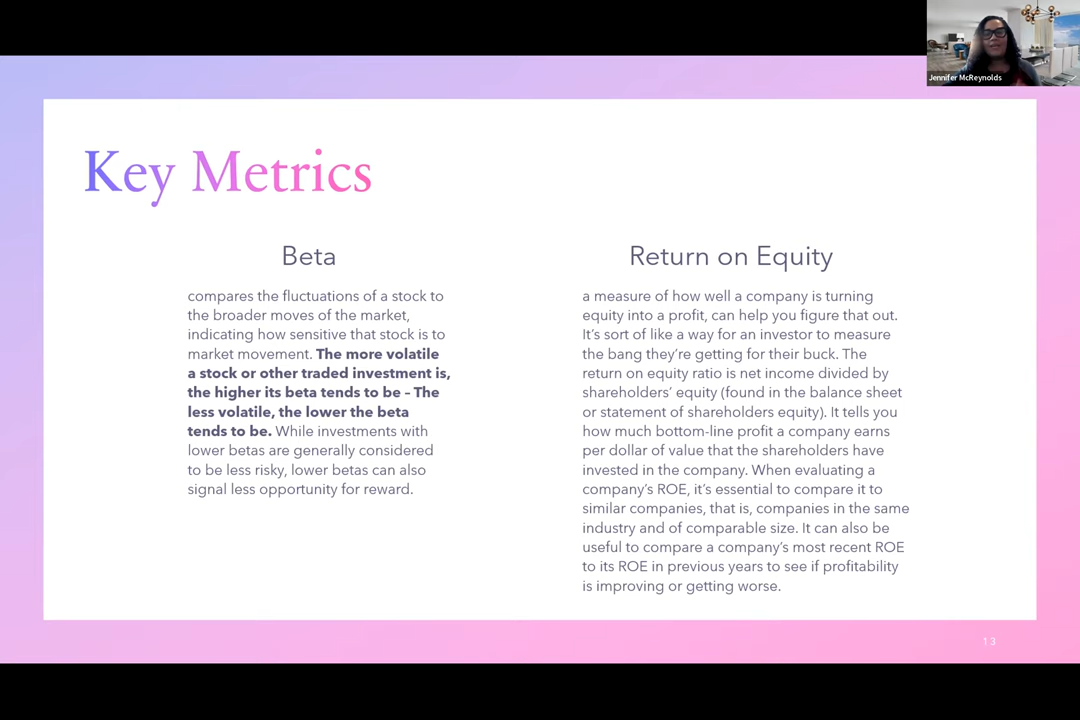 Jennifer McReynolds
Key Metrics
Beta
compares the fluctuations of a stock to
the broader moves of the market,
indicating how sensitive that stock is to
market movement. The more volatile
a stock or other traded investment is,
the higher its beta tends to be – The
less volatile, the lower the beta
tends to be. While investments with
lower betas are generally considered
to be less risky, lower betas can also
signal less opportunity for reward.
Return on Equity
a measure of how well a company is turning
equity into a profit, can help you figure that out.
It’s sort of like a way for an investor to measure
the bang they’re getting for their buck. The
return on equity ratio is net income divided by
shareholders’ equity (found in the balance sheet
or statement of shareholders equity). It tells you
how much bottom-line profit a company earns
per dollar of value that the shareholders have
invested in the company. When evaluating a
company’s ROE, it’s essential to compare it to
similar companies, that is, companies in the same
industry and of comparable size. It can also be
useful to compare a company’s most recent ROE
to its ROE in previous years to see if profitability
is improving or getting worse.
13